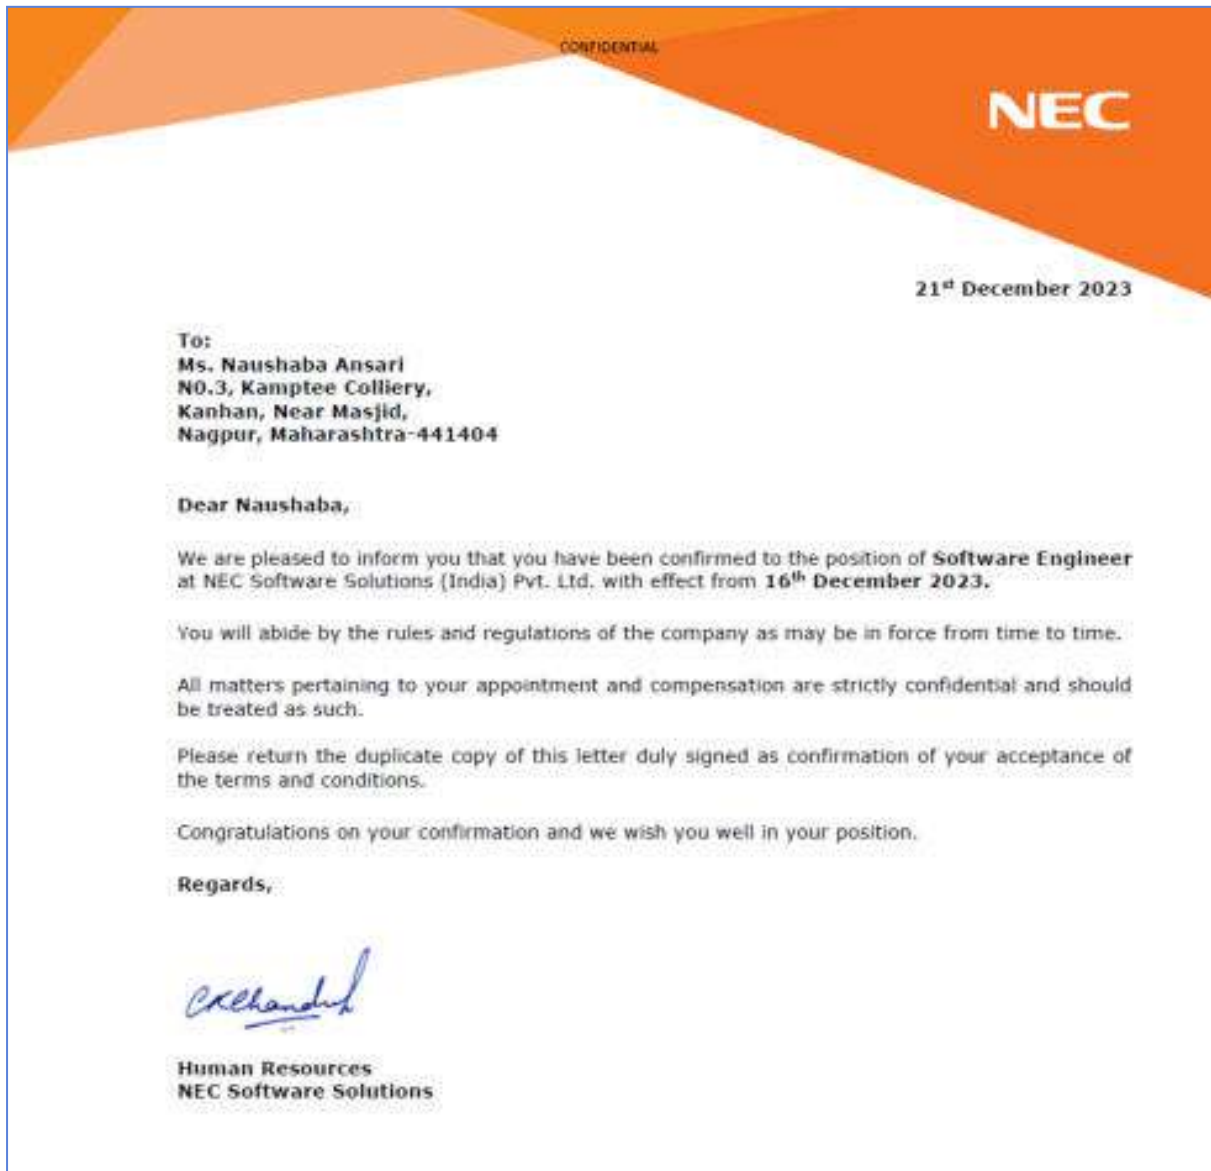 CONFIDENTIAL
NEC
21st December 2023
To:
Ms. Naushaba Ansari
N0.3, Kamptee Colliery,
Kanhan, Near Masjid,
Nagpur, Maharashtra-441404
Dear Naushaba,
We are pleased to inform you that you have been confirmed to the position of Software Engineer
at NEC Software Solutions (India) Pvt. Ltd. with effect from 16th December 2023.
You will abide by the rules and regulations of the company as may be in force from time to time.
All matters pertaining to your appointment and compensation are strictly confidential and should
be treated as such.
Please return the duplicate copy of this letter duly signed as confirmation of your acceptance of
the terms and conditions.
Congratulations on your confirmation and we wish you well in your position.
Regards,
Human Resources
NEC Software Solutions